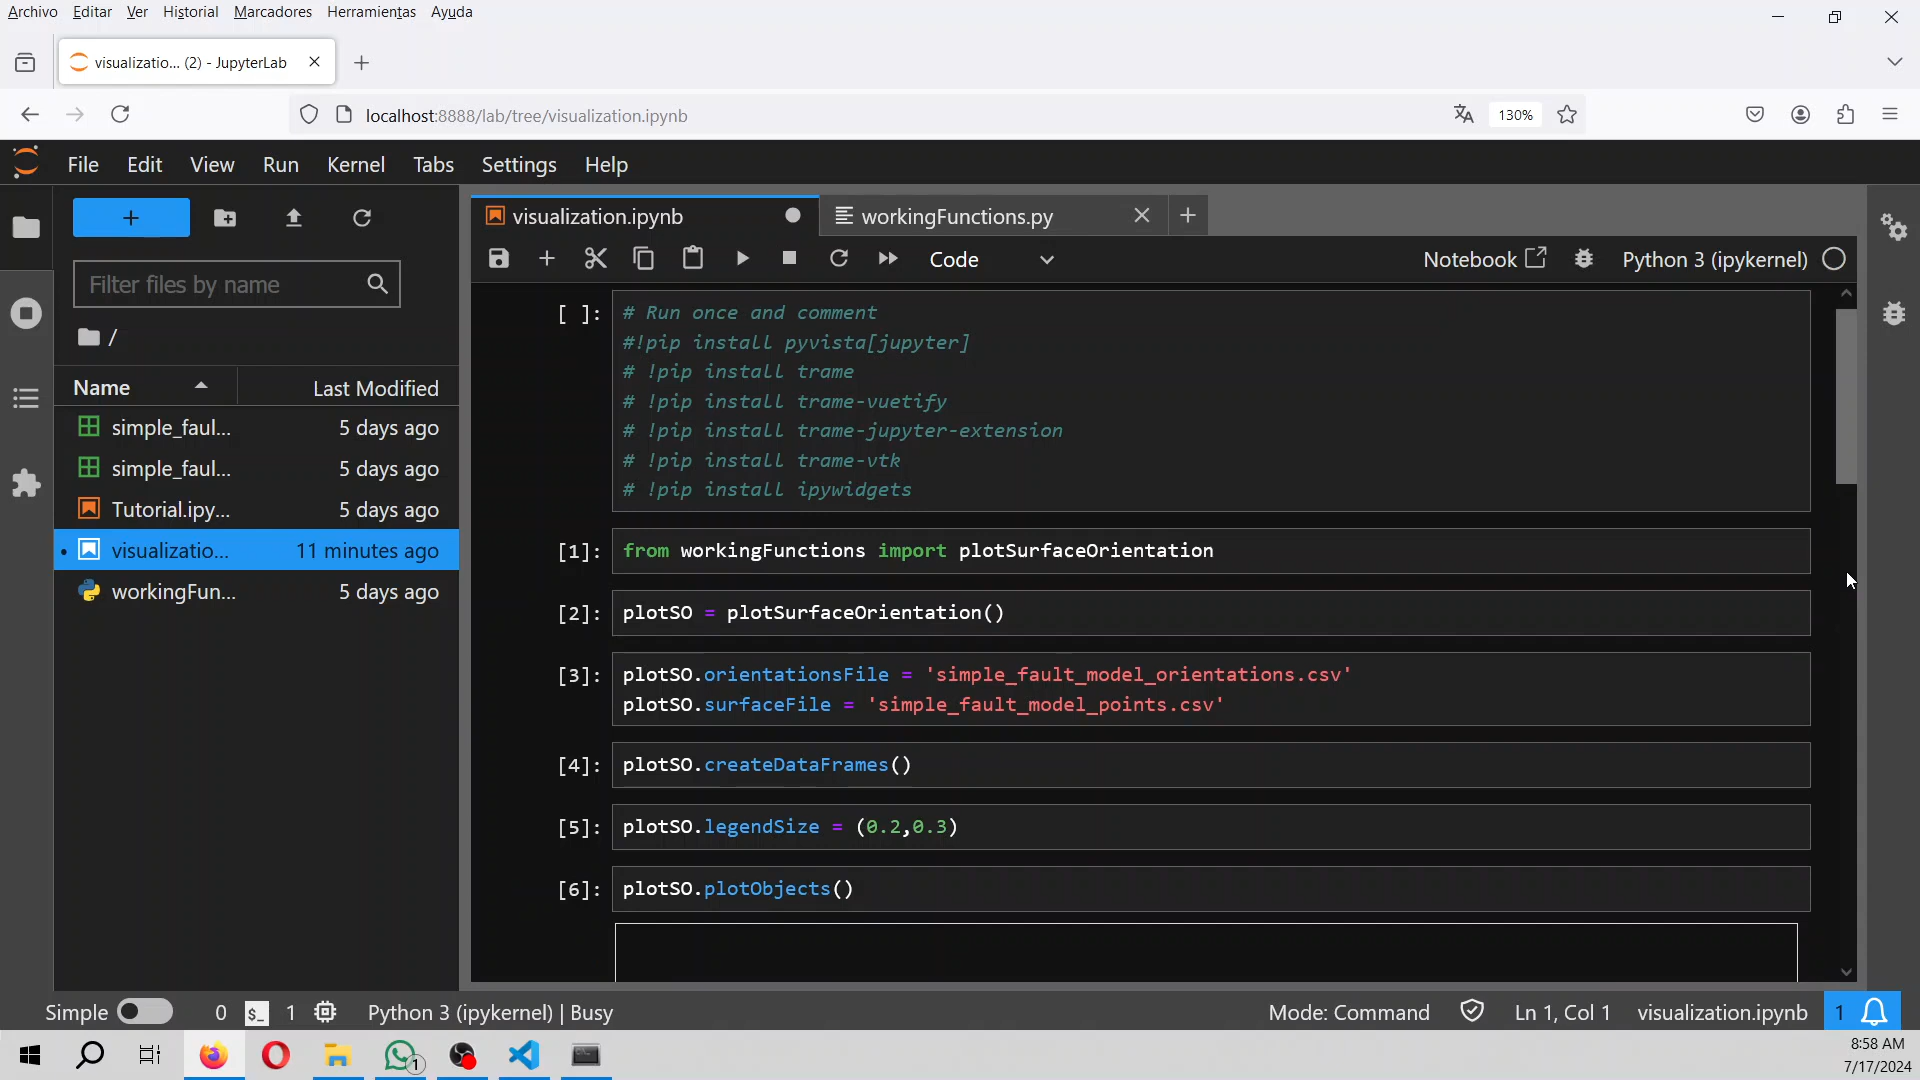 Archivo Editar Ver Historial Marcadores Herramientas Ayuda
visualizatio... (2) - JupyterLab
localhost:8888/lab/tree/visualization.ipynb
130%
File Edit View Run Kernel Tabs Settings Help
visualization.ipynb
workingFunctions.py
Code
Notebook
Python 3 (ipykernel)
Filter files by name
/
Name
Last Modified
simple_faul... 5 days ago
simple_faul... 5 days ago
Tutorial.ipy... 5 days ago
visualizatio... 11 minutes ago
workingFun... 5 days ago
[ ]: # Run once and comment
#!pip install pyvista[jupyter]
# !pip install trame
# !pip install trame-vuetify
# !pip install trame-jupyter-extension
# !pip install trame-vtk
# !pip install ipywidgets
[1]: from workingFunctions import plotSurfaceOrientation
[2]: plotSO = plotSurfaceOrientation()
[3]: plotSO.orientationsFile = 'simple_fault_model_orientations.csv'
plotSO.surfaceFile = 'simple_fault_model_points.csv'
[4]: plotSO.createDataFrames()
[5]: plotSO.legendSize = (0.2,0.3)
[6]: plotSO.plotObjects()
Simple 0 $_ 1 Python 3 (ipykernel) | Busy
Mode: Command Ln 1, Col 1 visualization.ipynb 1
1
8:58 AM
7/17/2024